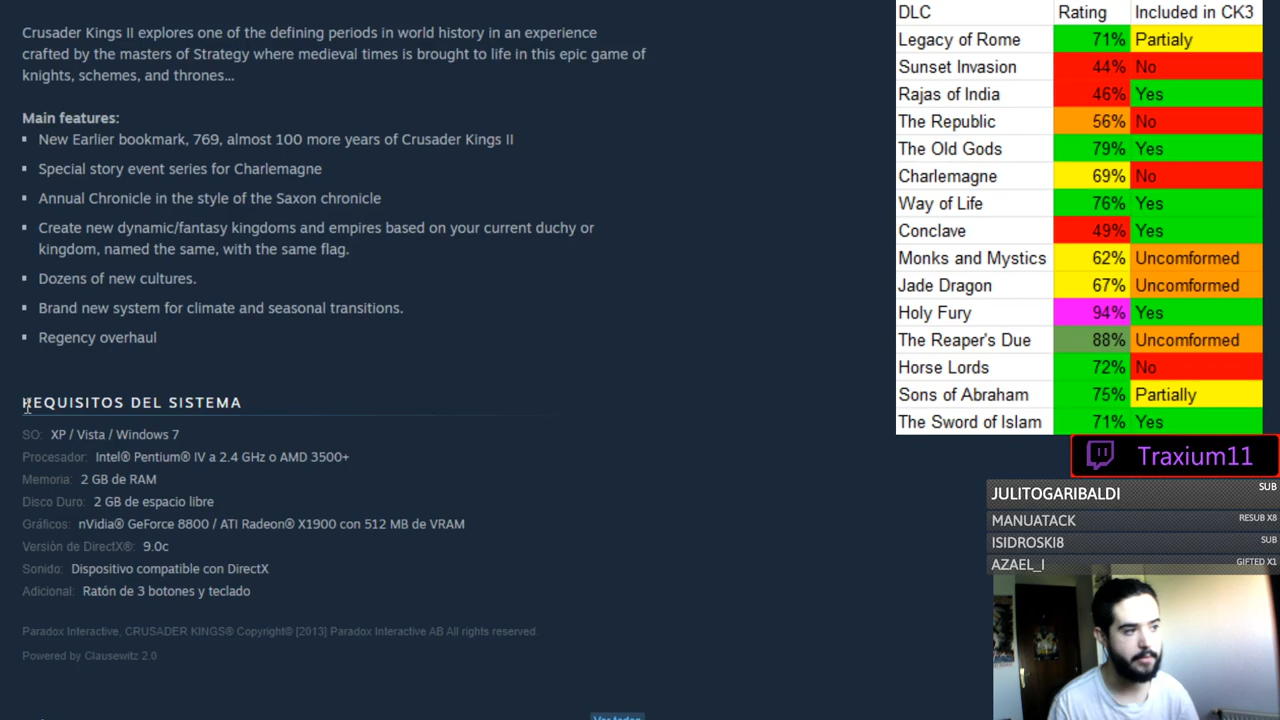 Crusader Kings II explores one of the defining periods in world history in an experience
crafted by the masters of Strategy where medieval times is brought to life in this epic game of
knights, schemes, and thrones...
Main features:
New Earlier bookmark, 769, almost 100 more years of Crusader Kings II
Special story event series for Charlemagne
Annual Chronicle in the style of the Saxon chronicle
Create new dynamic/fantasy kingdoms and empires based on your current duchy or
kingdom, named the same, with the same flag.
Dozens of new cultures.
Brand new system for climate and seasonal transitions.
Regency overhaul
REQUISITOS DEL SISTEMA
SO: XP / Vista / Windows 7
Procesador: Intel® Pentium® IV a 2.4 GHz o AMD 3500+
Memoria: 2 GB de RAM
Disco Duro: 2 GB de espacio libre
Gráficos: nVidia® GeForce 8800 / ATI Radeon® X1900 con 512 MB de VRAM
Versión de DirectX®: 9.0c
Sonido: Dispositivo compatible con DirectX
Adicional: Ratón de 3 botones y teclado
Paradox Interactive, CRUSADER KINGS® Copyright© [2013] Paradox Interactive AB All rights reserved.
Powered by Clausewitz 2.0
Ver todos
DLC Rating Included in CK3
Legacy of Rome 71% Partialy
Sunset Invasion 44% No
Rajas of India 46% Yes
The Republic 56% No
The Old Gods 79% Yes
Charlemagne 69% No
Way of Life 76% Yes
Conclave 49% Yes
Monks and Mystics 62% Uncomformed
Jade Dragon 67% Uncomformed
Holy Fury 94% Yes
The Reaper's Due 88% Uncomformed
Horse Lords 72% No
Sons of Abraham 75% Partially
The Sword of Islam 71% Yes
Traxium11
JULITOGARIBALDI SUB
MANUATACK RESUB X8
ISIDROSKI8 SUB
AZAEL_I GIFTED X1